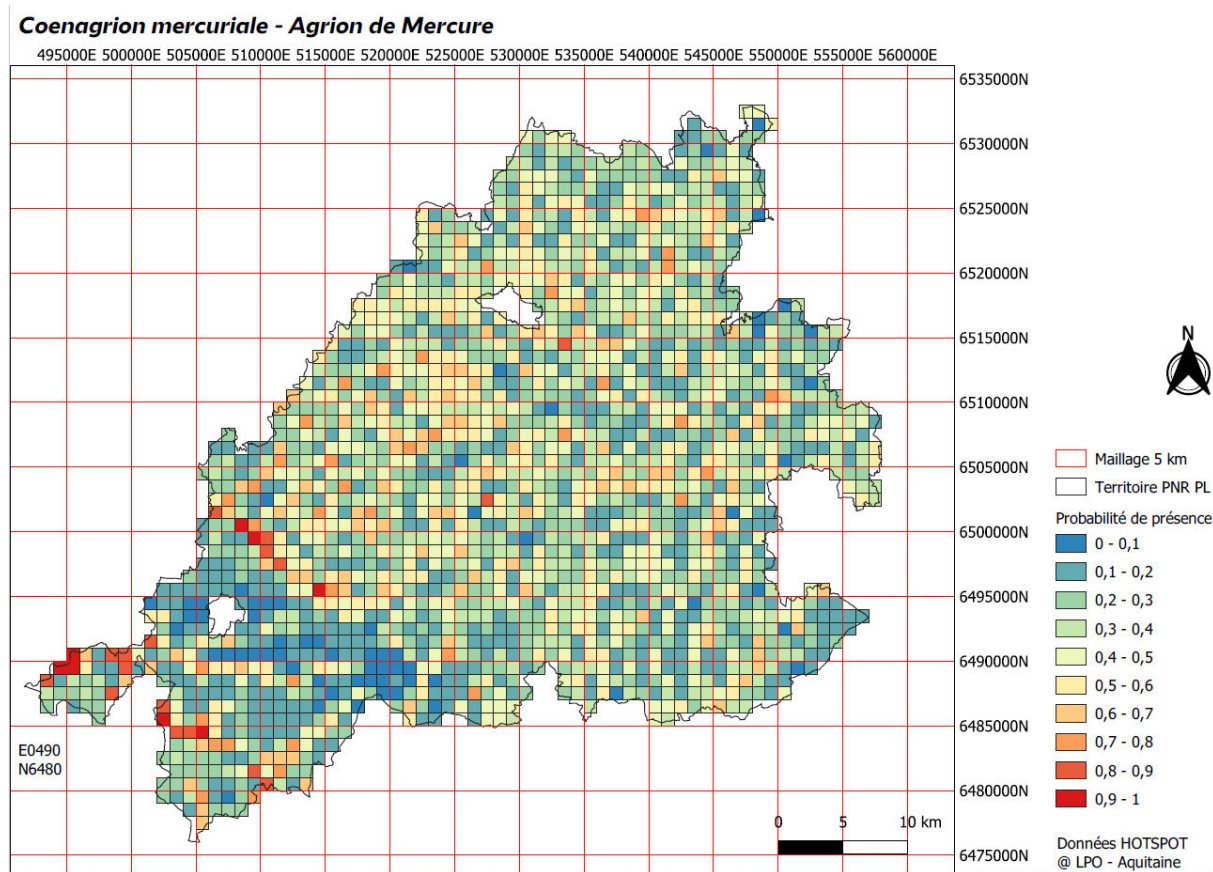 Coenagrion mercuriale - Agrion de Mercure
495000E 500000E 505000E 510000E 515000E 520000E 525000E 530000E 535000E 540000E 545000E 550000E 555000E 560000E
6535000N
6530000N
6525000N
6520000N
6515000N
6510000N
6505000N
6500000N
6495000N
6490000N
6485000N
6480000N
6475000N
E0490
N6480
0 5 10 km
N
Maillage 5 km
Territoire PNR PL
Probabilité de présence
0 - 0,1
0,1 - 0,2
0,2 - 0,3
0,3 - 0,4
0,4 - 0,5
0,5 - 0,6
0,6 - 0,7
0,7 - 0,8
0,8 - 0,9
0,9 - 1
Données HOTSPOT
@ LPO - Aquitaine